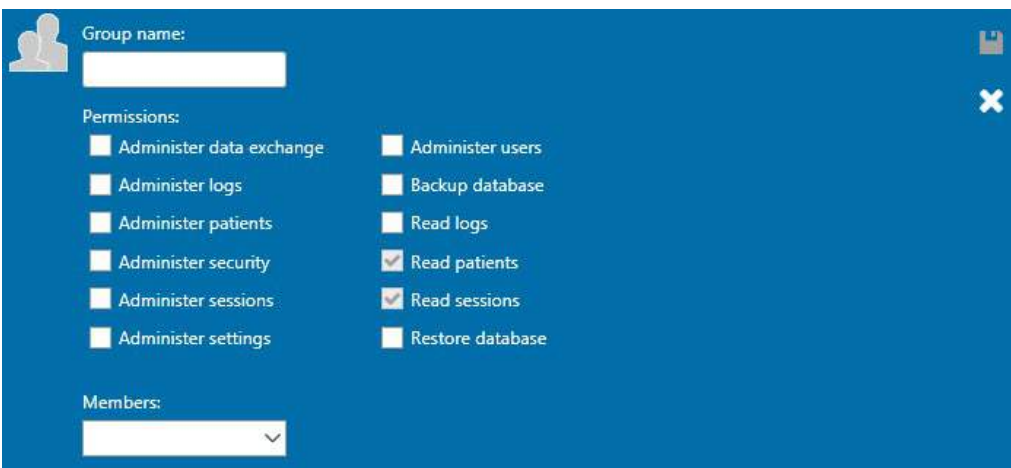 Group name:
Permissions:
Administer data exchange
Administer users
Administer logs
Backup database
Administer patients
Read logs
Administer security
Read patients
Administer sessions
Read sessions
Administer settings
Restore database
Members: